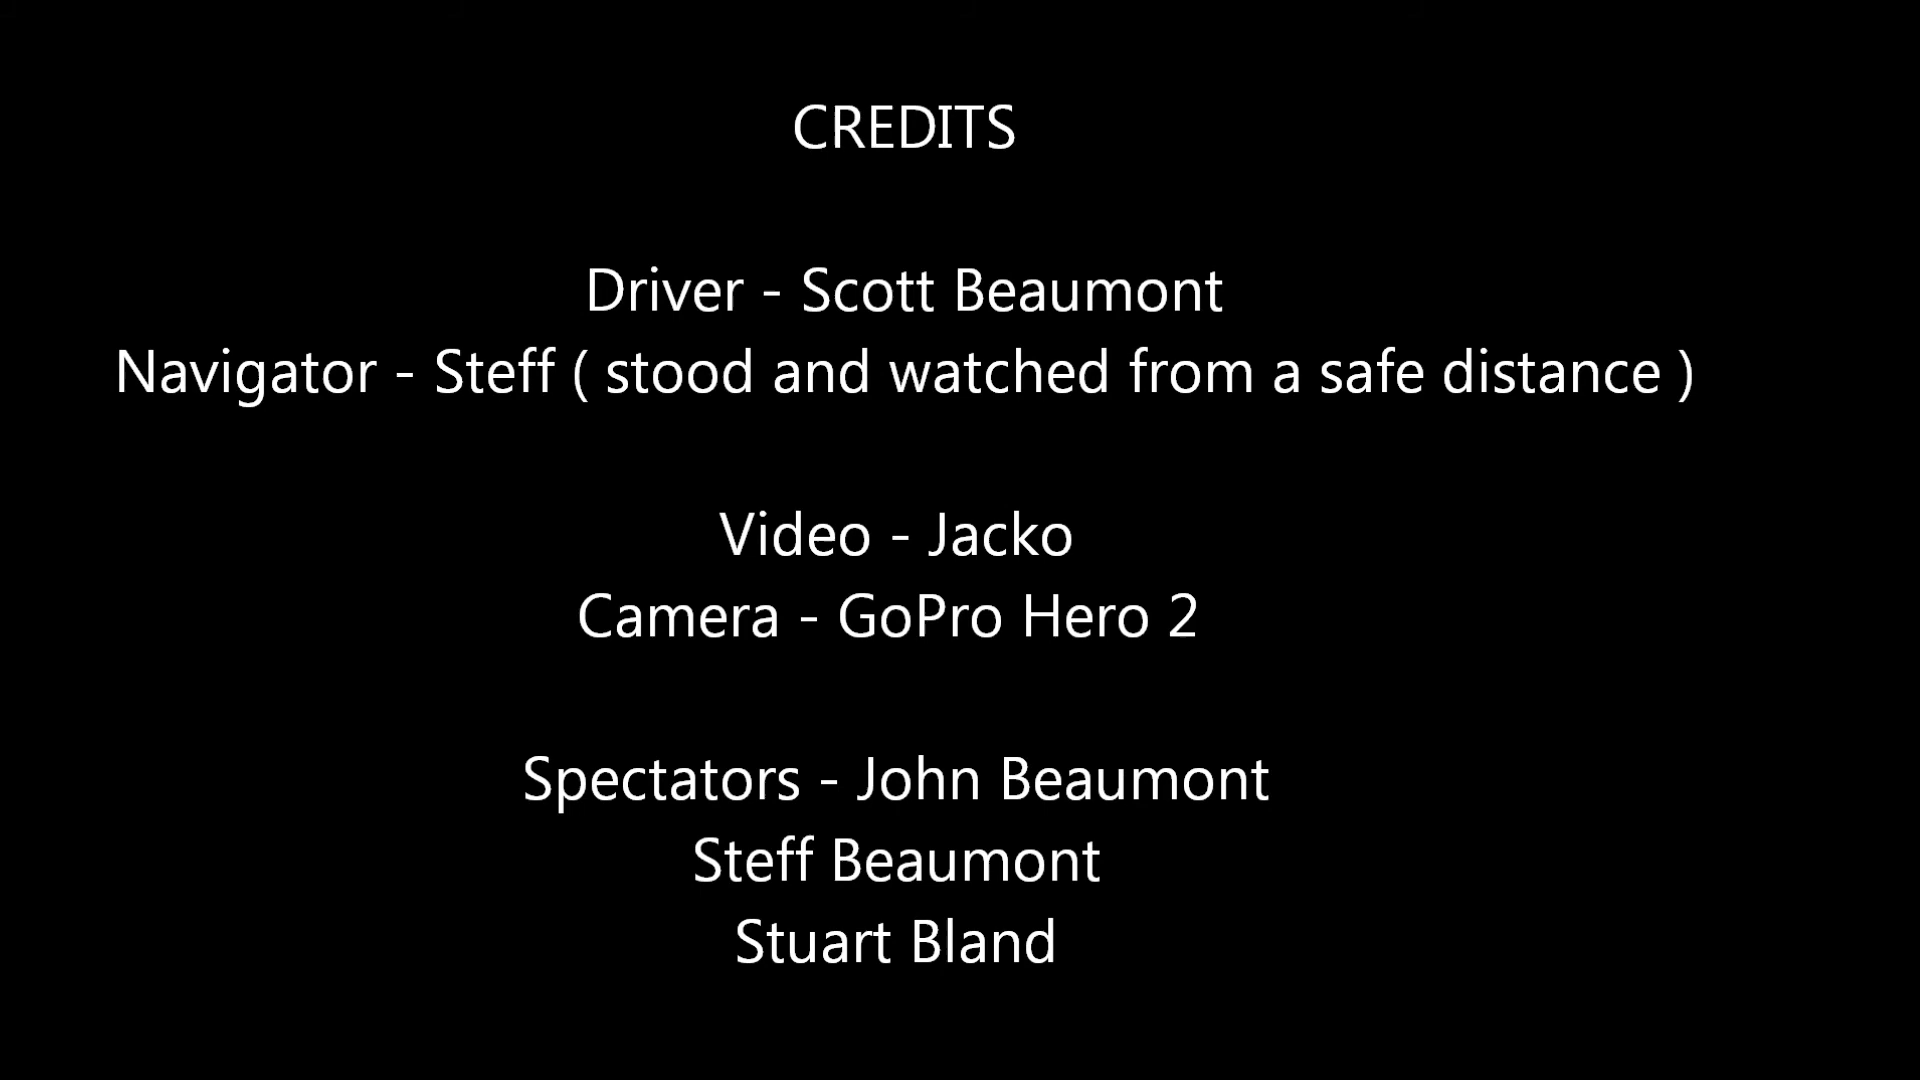 CREDITS
Driver - Scott Beaumont
Navigator - Steff ( stood and watched from a safe distance )
Video - Jacko
Camera - GoPro Hero 2
Spectators - John Beaumont
Steff Beaumont
Stuart Bland